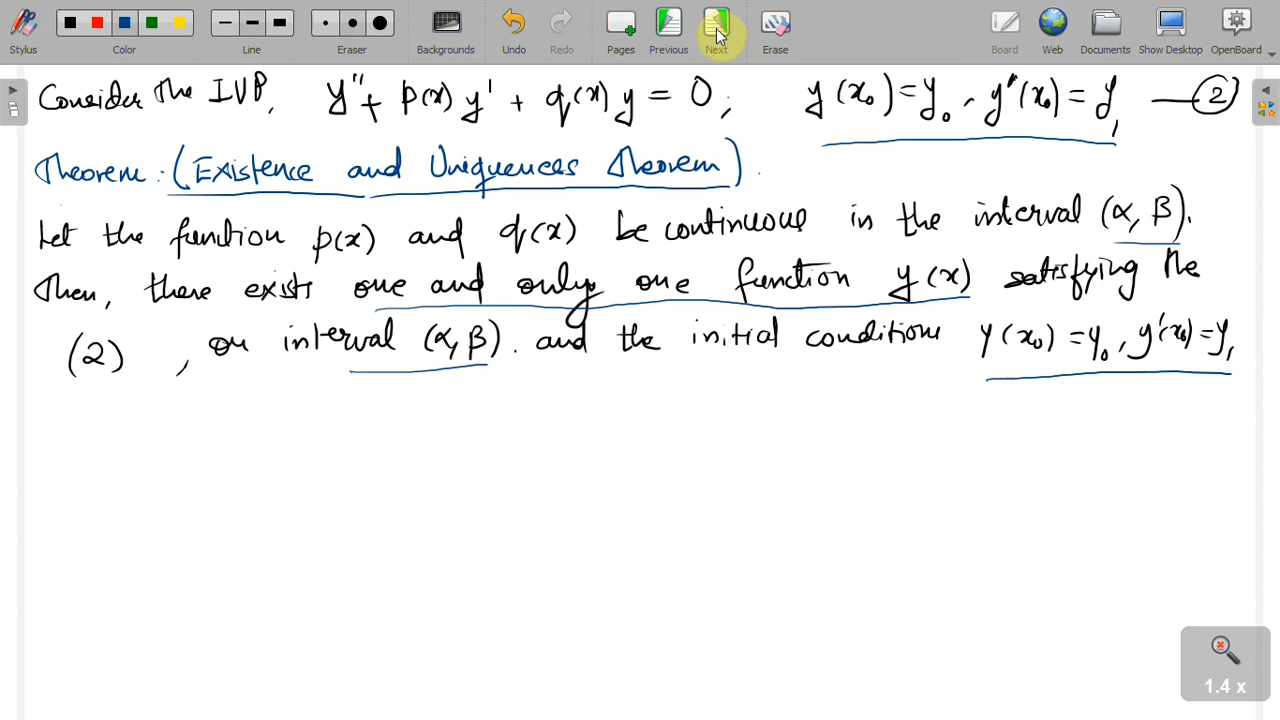 Stylus Color Line Eraser Backgrounds Undo Redo Pages Previous Next Erase Board Web Documents Show Desktop OpenBoard
Consider the IVP, y'' + p(x) y' + q(x) y = 0 ; y(x₀) = y₀, y'(x₀) = y₁ — ②
Theorem : (Existence and Uniqueness Theorem) .
Let the function p(x) and q(x) be continuous in the interval (α, β).
Then, there exists one and only one function y(x) satisfying the
(2) , on interval (α, β). and the initial conditions y(x₀) = y₀, y'(x₀) = y₁
1.4 x